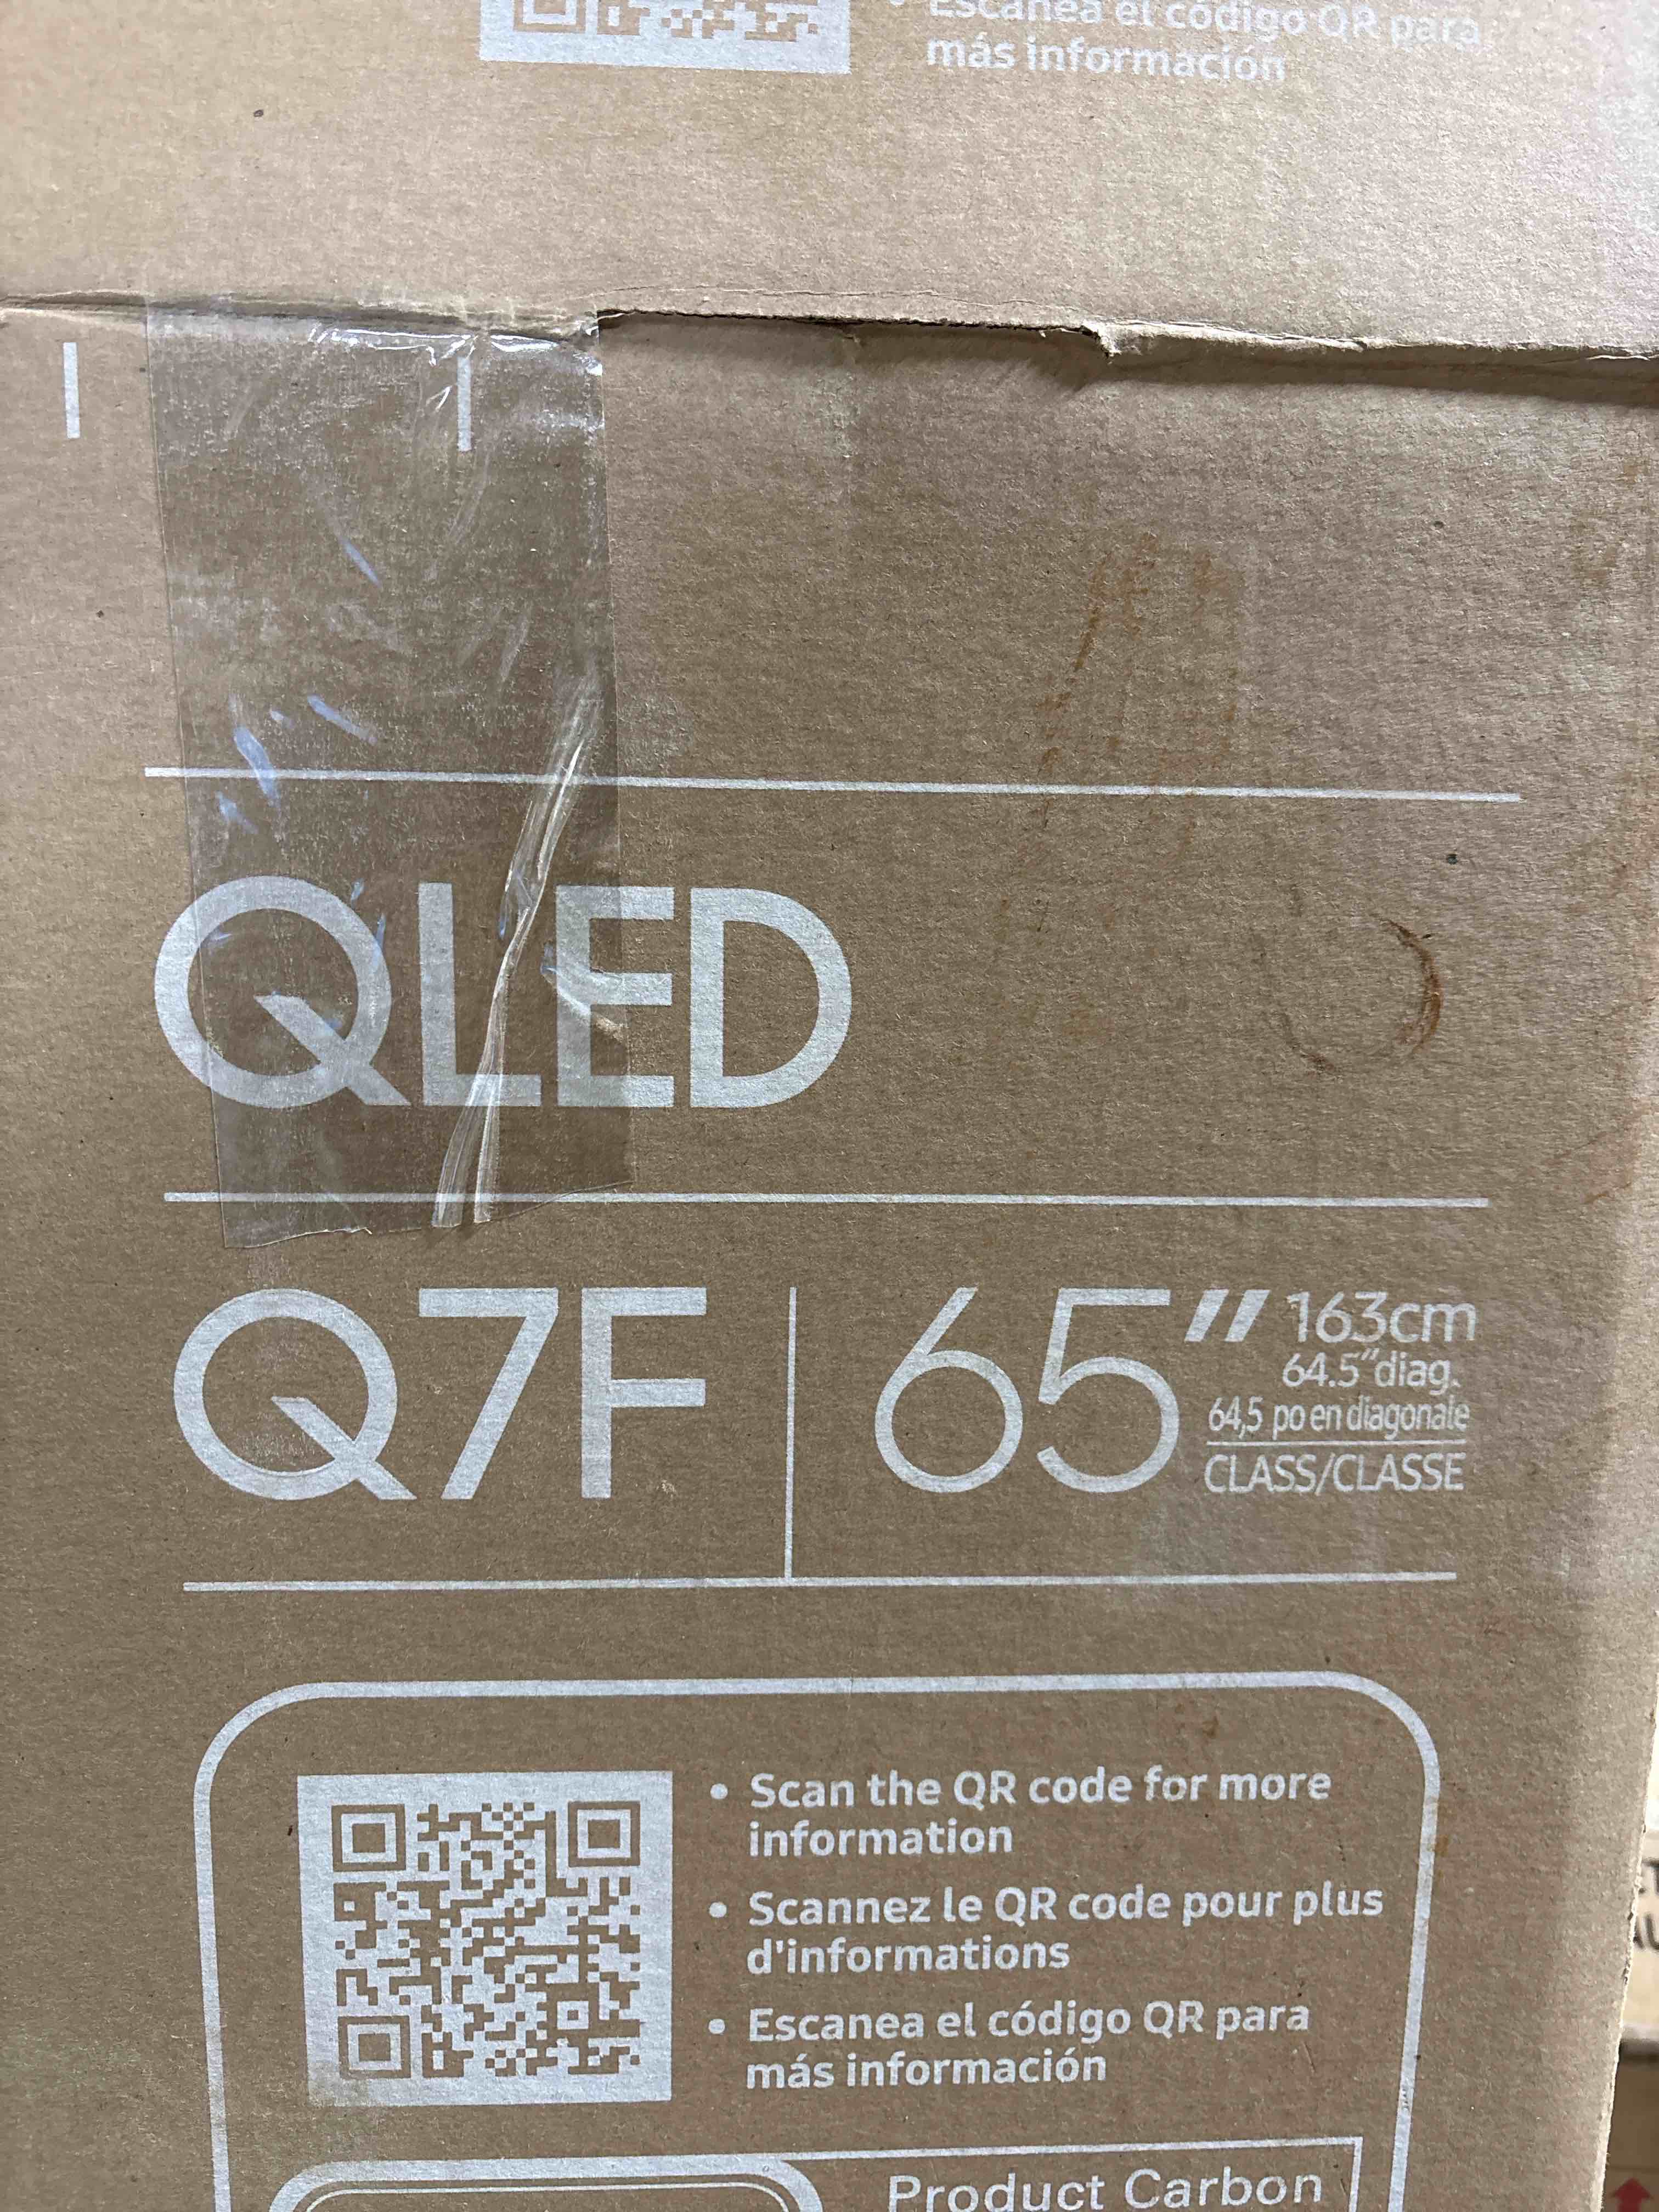 Escanea el código QR para
más información
QLED
Q7F
65″
163cm
64.5″diag.
64,5 po en diagonale
CLASS/CLASSE
• Scan the QR code for more
information
• Scannez le QR code pour plus
d'informations
• Escanea el código QR para
más información
Product Carbon